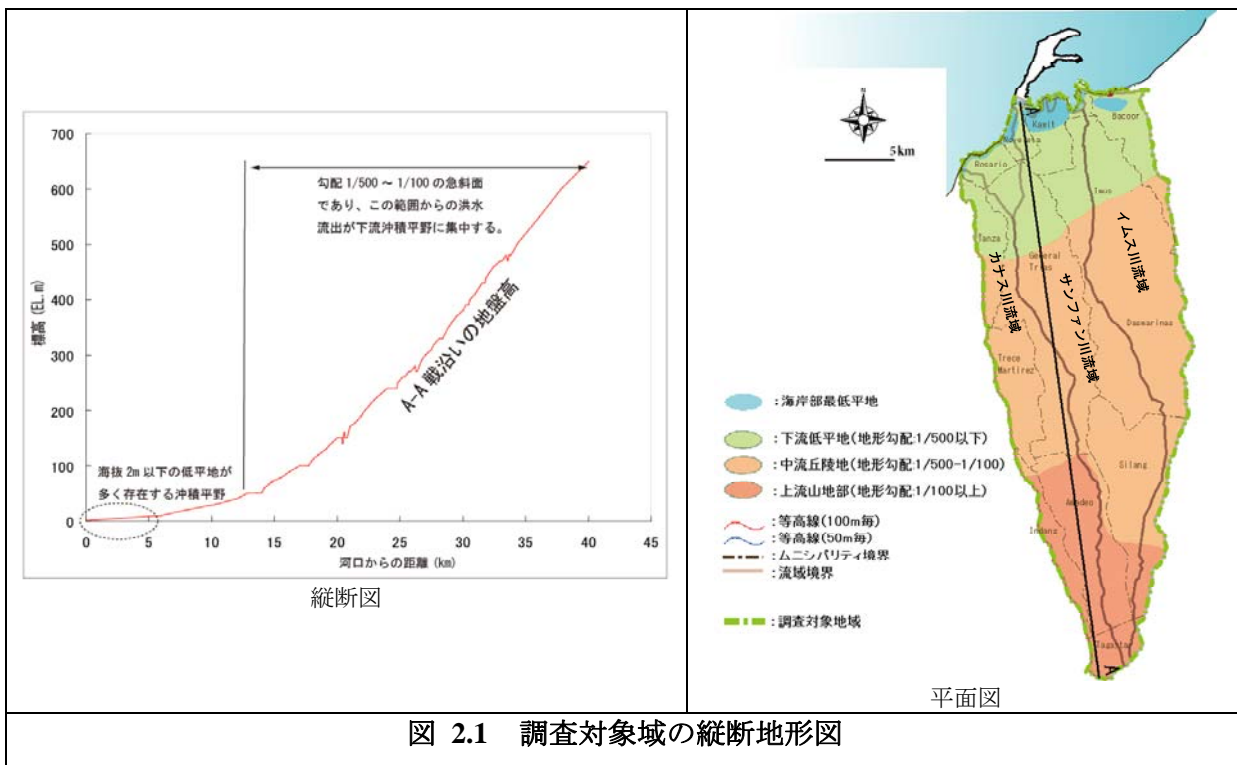 700
600
500
400
300
200
100
0
標高 (EL. m)
勾配 1/500 ～ 1/100 の急斜面
であり、この範囲からの洪水
流出が下流沖積平野に集中する。
A-A 戦沿いの地盤高
海抜 2m 以下の低平地が
多く存在する沖積平野
0 5 10 15 20 25 30 35 40 45
河口からの距離 (km)
縦断図
N
5km
A
Kawit
Bacoor
Noveleta
Rosario
Imus
Tanza
General
Trias
カナス川流域
サンファン川流域
イムス川流域
Dasmarinas
Trece
Martirez
Silang
Amadeo
Indang
Tagaytay
A
:海岸部最低平地
:下流低平地(地形勾配:1/500以下)
:中流丘陵地(地形勾配:1/500-1/100)
:上流山地部(地形勾配:1/100以上)
:等高線(100m毎)
:等高線(50m毎)
:ムニシパリティ境界
:流域境界
:調査対象地域
平面図
図 2.1 調査対象域の縦断地形図